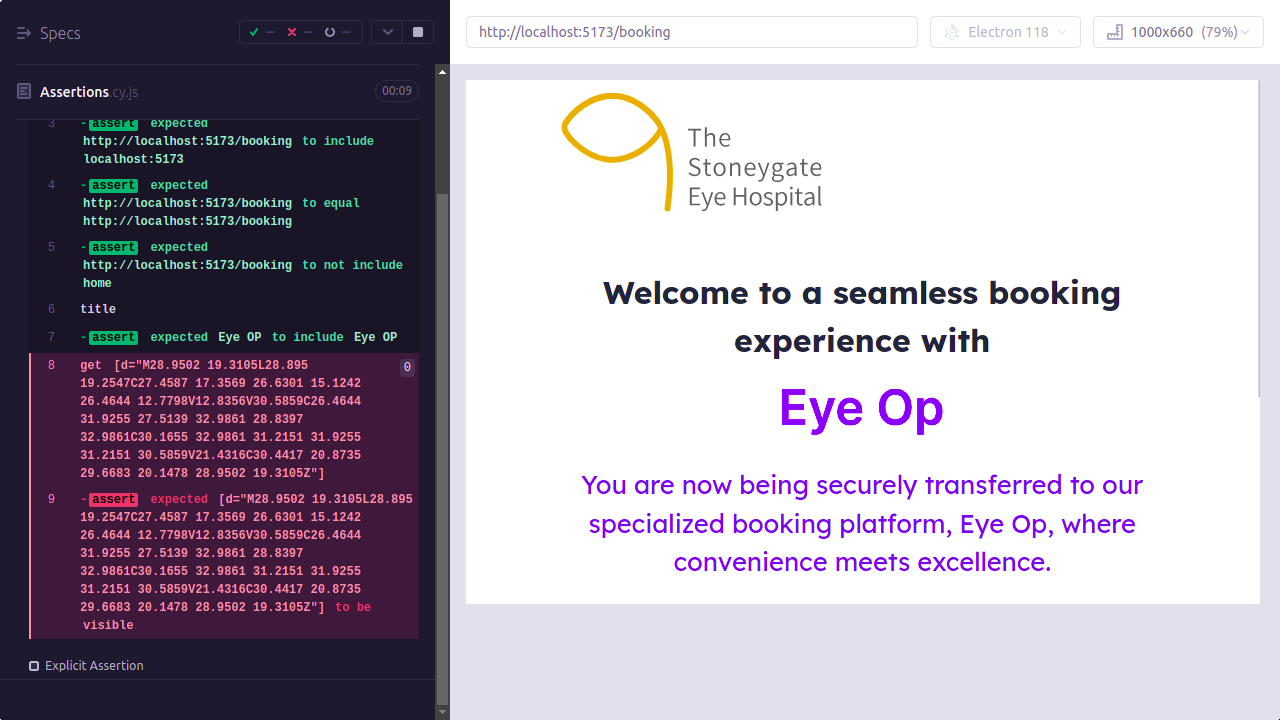 Specs
--
--
--
http://localhost:5173/booking
Electron 118
1000x660 (79%)
Assertions.cy.js
00:09
3 -assert expected
http://localhost:5173/booking to include
localhost:5173
4 -assert expected
http://localhost:5173/booking to equal
http://localhost:5173/booking
5 -assert expected
http://localhost:5173/booking to not include
home
6 title
7 -assert expected Eye OP to include Eye OP
8 get [d="M28.9502 19.3105L28.895 0
19.2547C27.4587 17.3569 26.6301 15.1242
26.4644 12.7798V12.8356V30.5859C26.4644
31.9255 27.5139 32.9861 28.8397
32.9861C30.1655 32.9861 31.2151 31.9255
31.2151 30.5859V21.4316C30.4417 20.8735
29.6683 20.1478 28.9502 19.3105Z"]
9 -assert expected [d="M28.9502 19.3105L28.895
19.2547C27.4587 17.3569 26.6301 15.1242
26.4644 12.7798V12.8356V30.5859C26.4644
31.9255 27.5139 32.9861 28.8397
32.9861C30.1655 32.9861 31.2151 31.9255
31.2151 30.5859V21.4316C30.4417 20.8735
29.6683 20.1478 28.9502 19.3105Z"] to be
visible
Explicit Assertion
The
Stoneygate
Eye Hospital
Welcome to a seamless booking
experience with
Eye Op
You are now being securely transferred to our
specialized booking platform, Eye Op, where
convenience meets excellence.